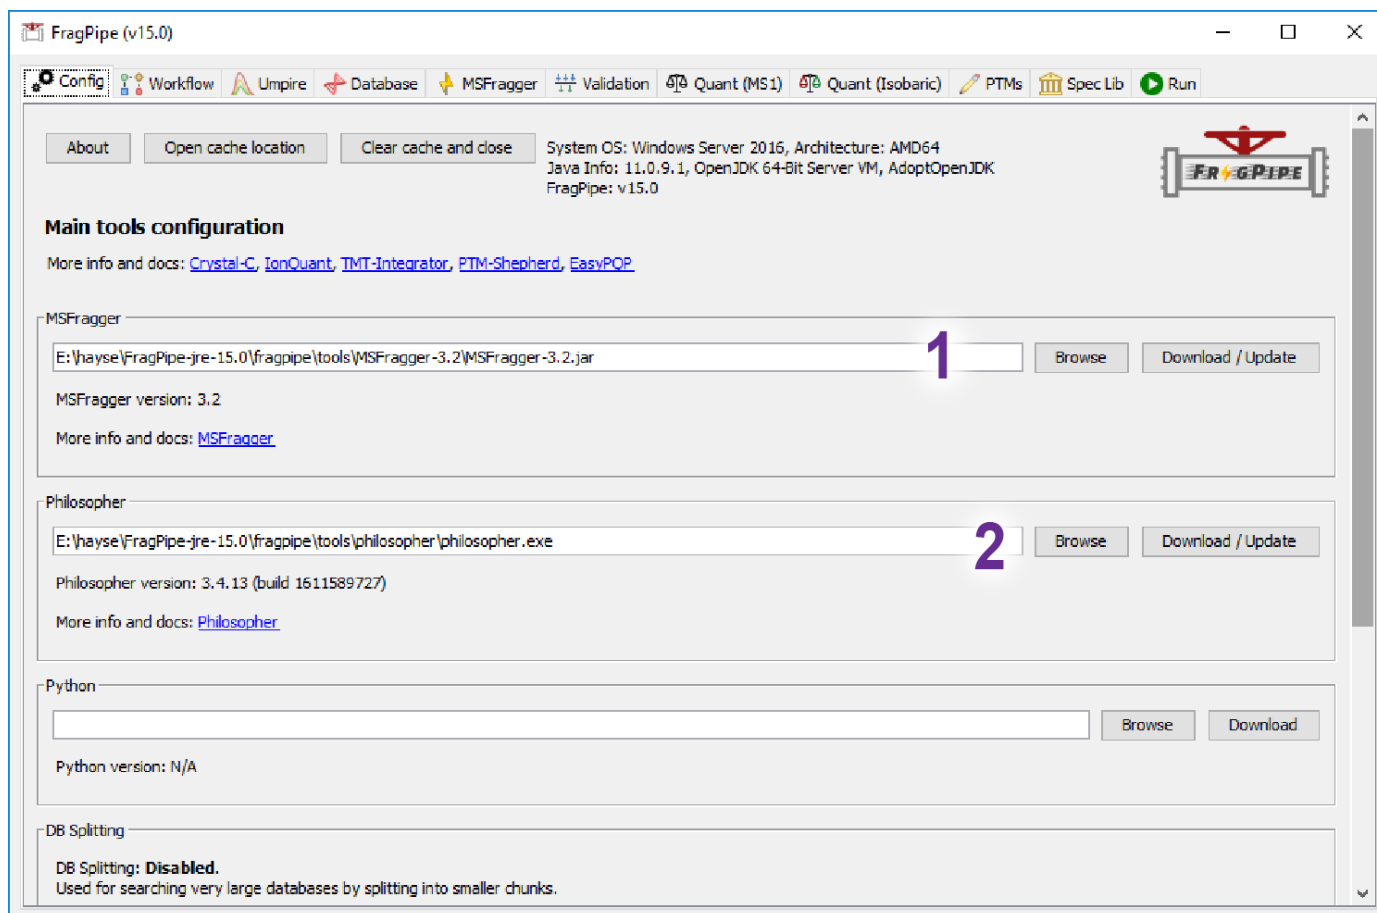 FragPipe (v15.0)
Config Workflow Umpire Database MSFragger Validation Quant (MS1) Quant (Isobaric) PTMs Spec Lib Run
About Open cache location Clear cache and close
System OS: Windows Server 2016, Architecture: AMD64
Java Info: 11.0.9.1, OpenJDK 64-Bit Server VM, AdoptOpenJDK
FragPipe: v15.0
FRAGPIPE
Main tools configuration
More info and docs: Crystal-C, IonQuant, TMT-Integrator, PTM-Shepherd, EasyPQP
MSFragger
E:\hayse\FragPipe-jre-15.0\fragpipe\tools\MSFragger-3.2\MSFragger-3.2.jar 1 Browse Download / Update
MSFragger version: 3.2
More info and docs: MSFragger
Philosopher
E:\hayse\FragPipe-jre-15.0\fragpipe\tools\philosopher\philosopher.exe 2 Browse Download / Update
Philosopher version: 3.4.13 (build 1611589727)
More info and docs: Philosopher
Python
Browse Download
Python version: N/A
DB Splitting
DB Splitting: Disabled.
Used for searching very large databases by splitting into smaller chunks.